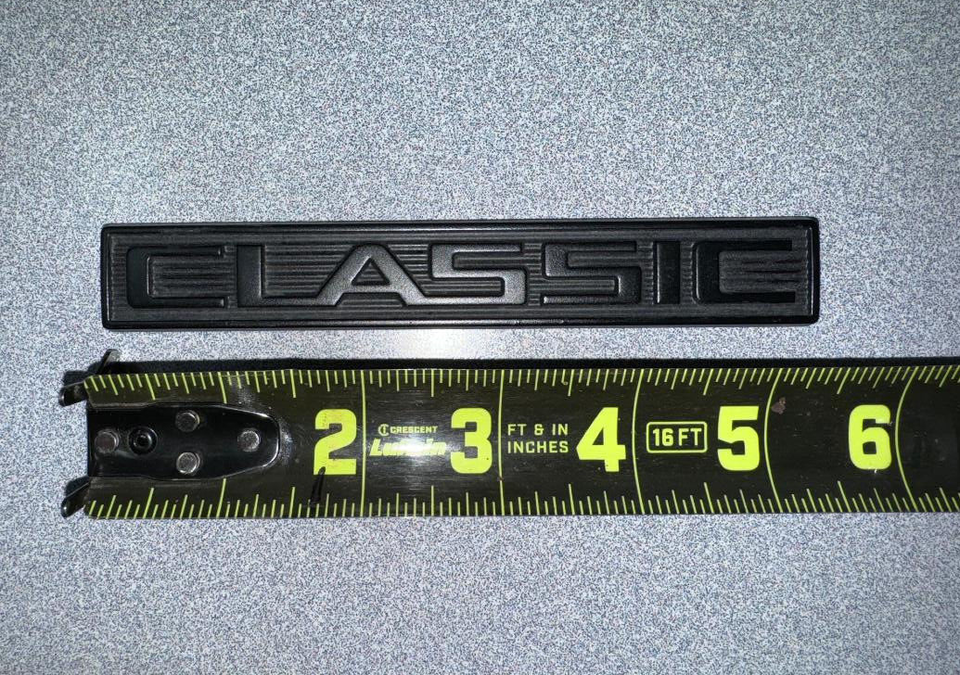 CLASSIC
2
CRESCENT
Lufkin
3
FT & IN
INCHES
4
16 FT
5
6